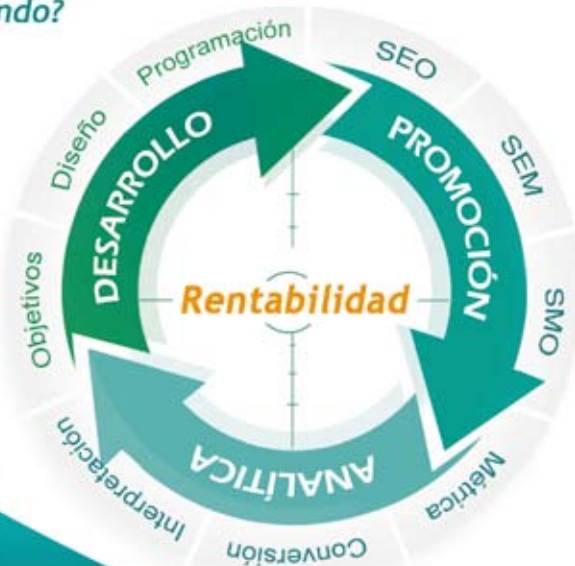 ndo?
Objetivos
Diseño
Programación
SEO
SEM
SMO
Métrica
Conversión
Interpretación
DESARROLLO
PROMOCIÓN
ANALÍTICA
Rentabilidad